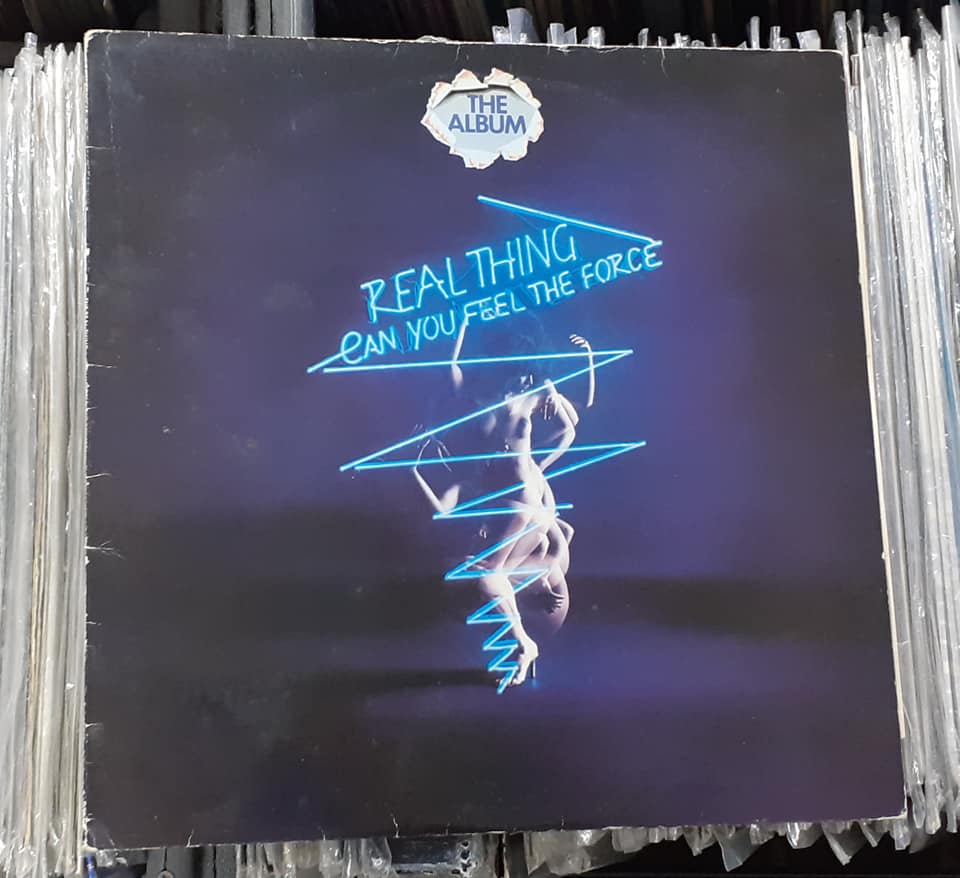 THE
ALBUM
REAL THING
CAN YOU FEEL THE FORCE